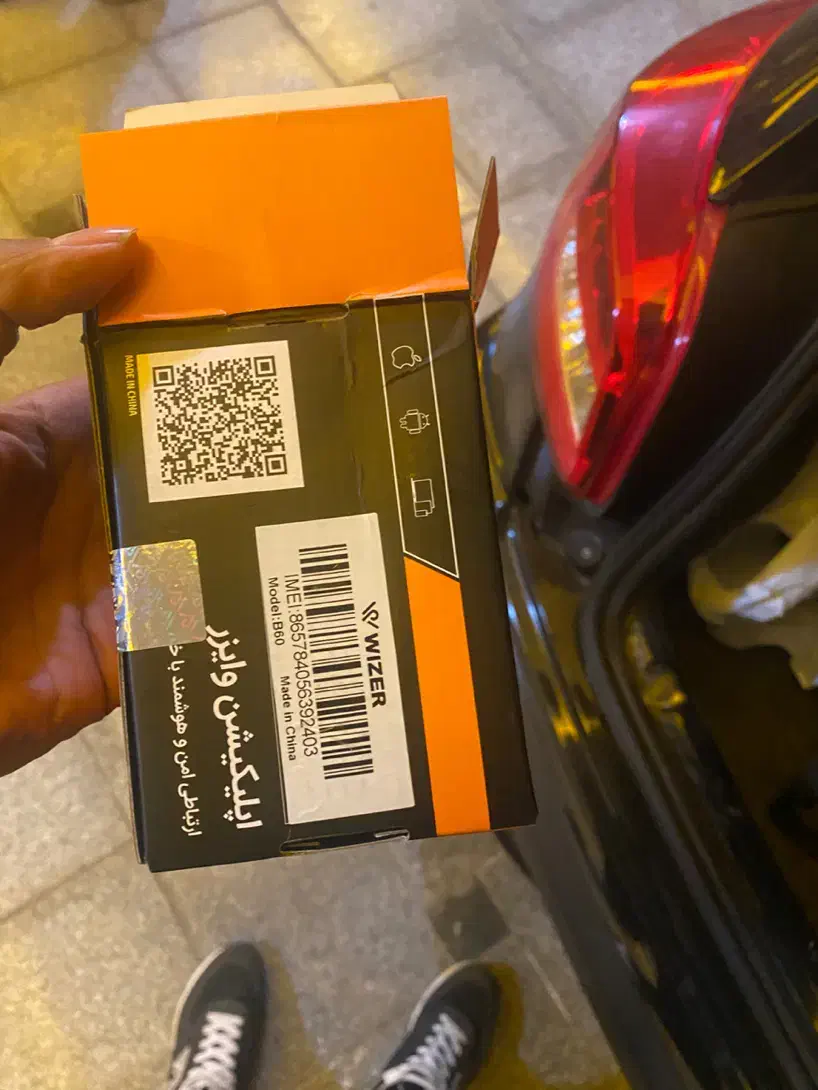 MADE IN CHINA
WIZER
IMEI:865784056392403
Model:B60
Made in China
اپلیکیشن وایزر
ارتباطی امن و هوشمند با